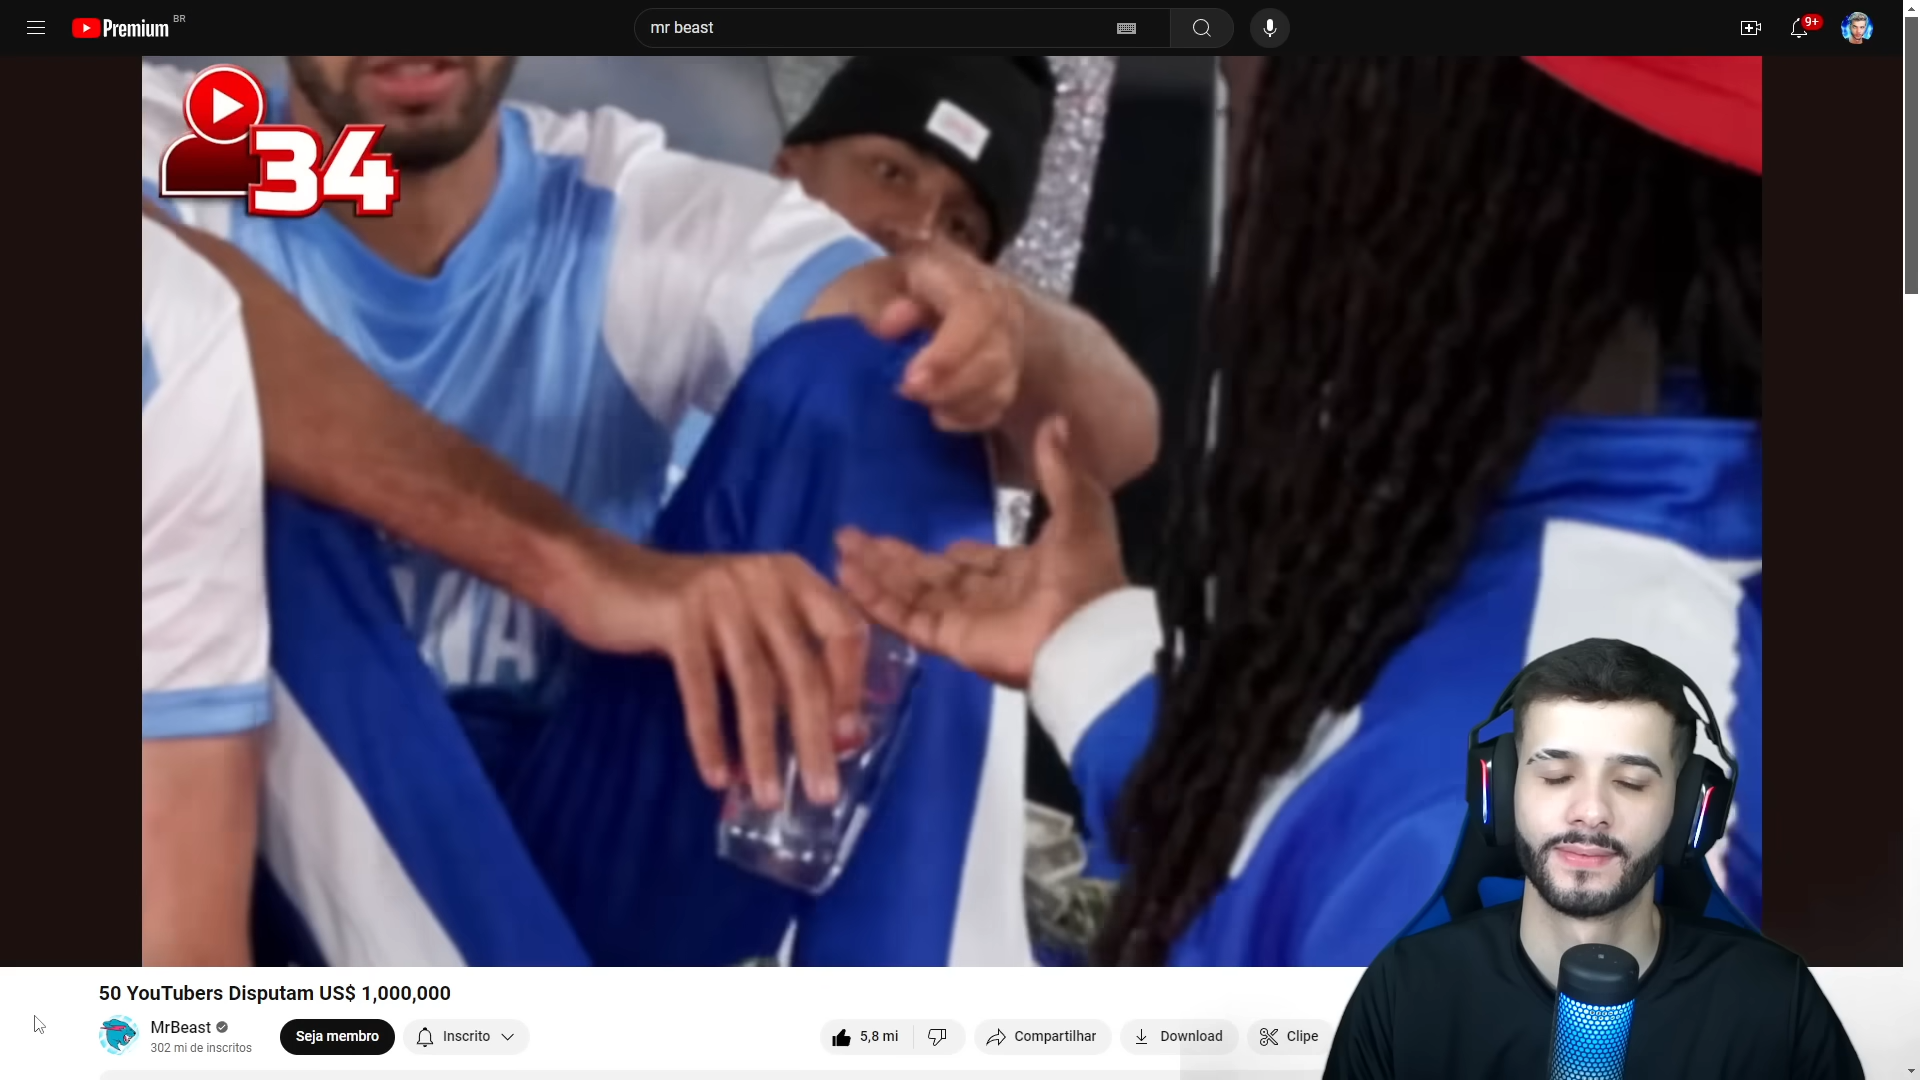 Premium BR
mr beast
9+
34
NA
50 YouTubers Disputam US$ 1,000,000
MrBeast
302 mi de inscritos
Seja membro
Inscrito
5,8 mi
Compartilhar
Download
Clipe